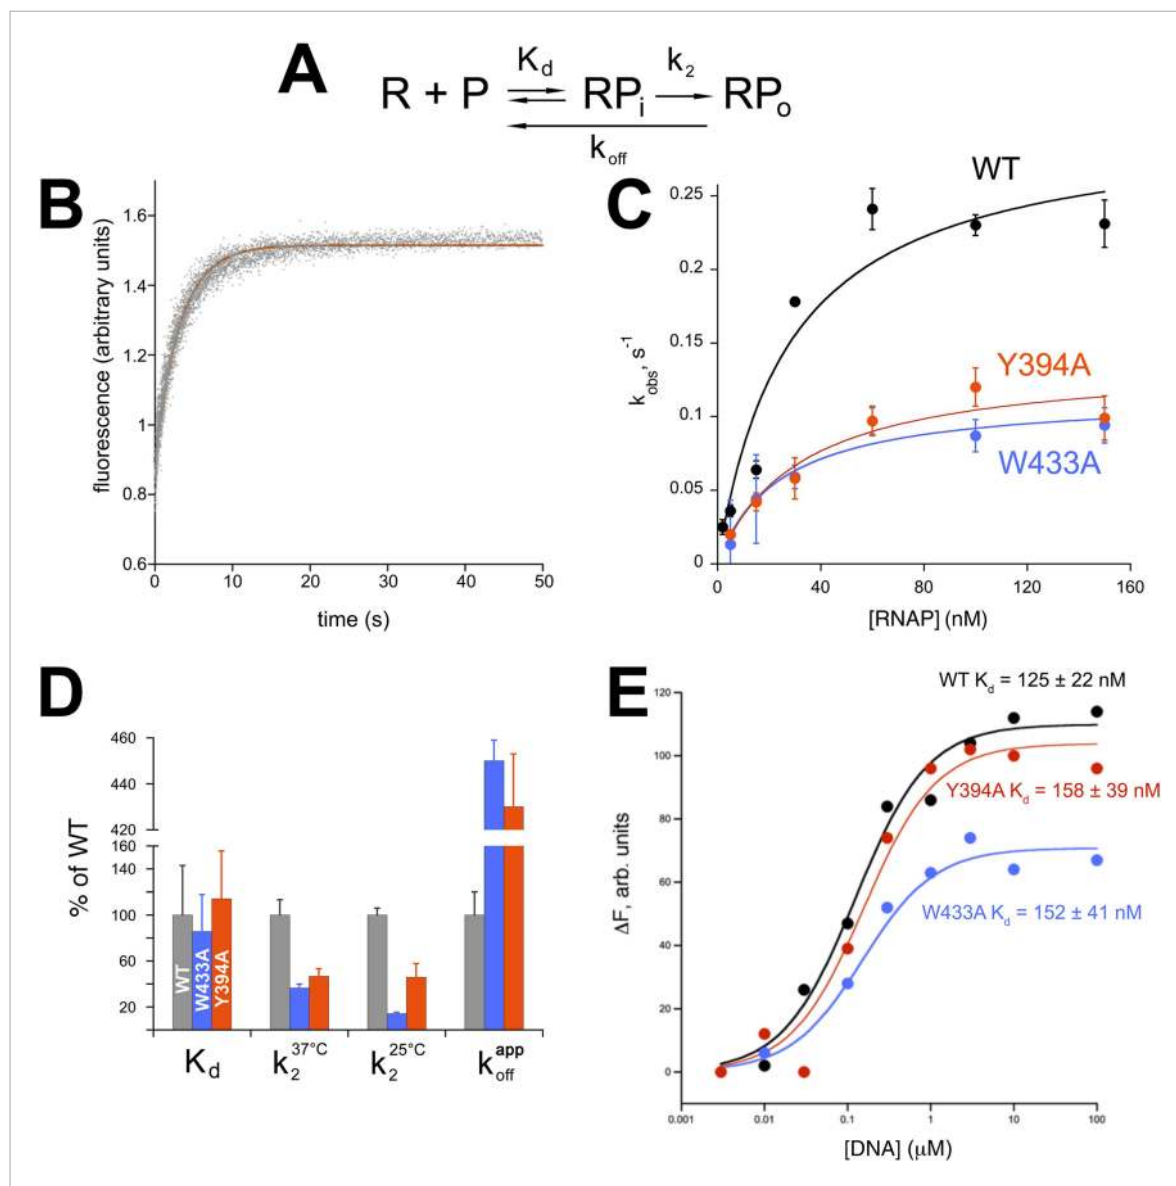 A
K_d k_2
R + P RP_i RP_o
k_off
B
fluorescence (arbitrary units)
1.6
1.4
1.2
1
0.8
0.6
0 10 20 30 40 50
time (s)
C
WT
0.25
0.2
0.15
0.1
0.05
0
k_obs, s^-1
Y394A
W433A
0 40 80 120 160
[RNAP] (nM)
D
% of WT
460
440
420
160
140
100
60
20
WT
W433A
Y394A
K_d k_2^37°C k_2^25°C k_off^app
E
WT K_d = 125 ± 22 nM
Y394A K_d = 158 ± 39 nM
W433A K_d = 152 ± 41 nM
ΔF, arb. units
120
100
80
60
40
20
0
0.001 0.01 0.1 1 10 100
[DNA] (μM)